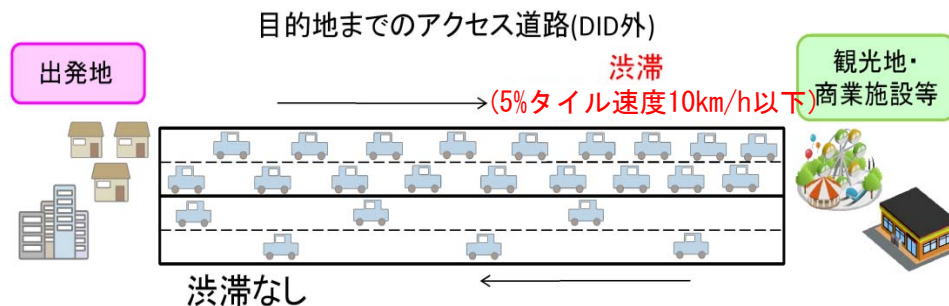 目的地までのアクセス道路(DID外)
出発地
渋滞
(5%タイル速度10km/h以下)
観光地・
商業施設等
渋滞なし